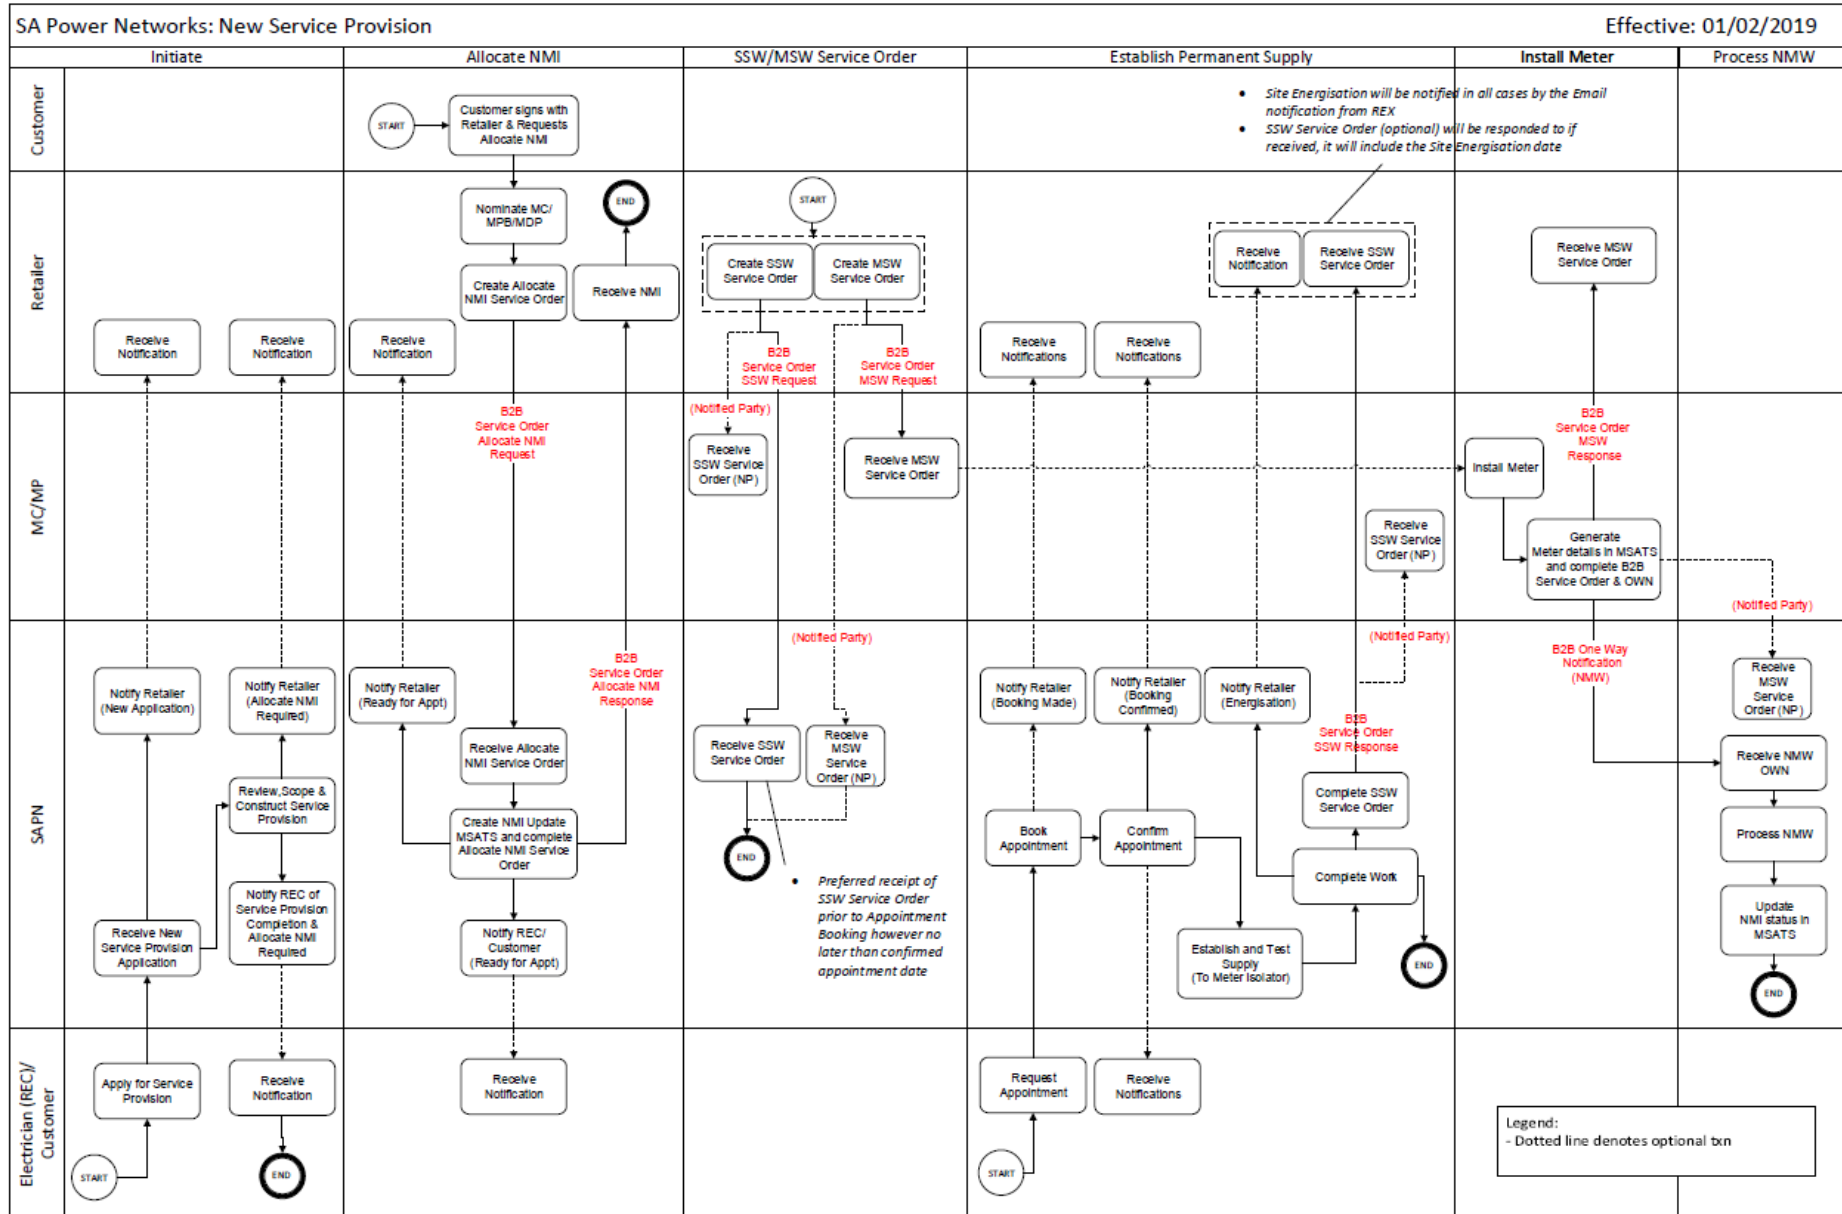 SA Power Networks: New Service Provision
Effective: 01/02/2019
Initiate
Allocate NMI
SSW/MSW Service Order
Establish Permanent Supply
Install Meter
Process NMW
Customer
START
Customer signs with
Retailer & Requests
Allocate NMI
• Site Energisation will be notified in all cases by the Email
notification from REX
• SSW Service Order (optional) will be responded to if
received, it will include the Site Energisation date
Retailer
Nominate MC/
MPB/MDP
END
START
Create Allocate
NMI Service Order
Receive NMI
Create SSW
Service Order
Create MSW
Service Order
Receive
Notification
Receive SSW
Service Order
Receive MSW
Service Order
Receive
Notification
Receive
Notification
Receive
Notification
B2B
Service Order
SSW Request
B2B
Service Order
MSW Request
Receive
Notifications
Receive
Notifications
MC/MP
B2B
Service Order
Allocate NMI
Request
(Notified Party)
Receive
SSW Service
Order (NP)
Receive MSW
Service Order
B2B
Service Order
MSW
Response
Install Meter
Receive
SSW Service
Order (NP)
Generate
Meter details in MSATS
and complete B2B
Service Order & OWN
(Notified Party)
SAPN
Notify Retailer
(New Application)
Notify Retailer
(Allocate NMI
Required)
Notify Retailer
(Ready for Appt)
B2B
Service Order
Allocate NMI
Response
(Notified Party)
Notify Retailer
(Booking Made)
Notify Retailer
(Booking
Confirmed)
Notify Retailer
(Energisation)
(Notified Party)
B2B One Way
Notification
(NMW)
Receive
MSW
Service
Order (NP)
Receive Allocate
NMI Service Order
Receive SSW
Service Order
Receive
MSW
Service
Order (NP)
B2B
Service Order
SSW Response
Receive NMW
OWN
Review,Scope &
Construct Service
Provision
Create NMI Update
MSATS and complete
Allocate NMI Service
Order
END
Book
Appointment
Confirm
Appointment
Complete SSW
Service Order
Process NMW
Complete Work
Notify REC of
Service Provision
Completion &
Allocate NMI
Required
Receive New
Service Provision
Application
Notify REC/
Customer
(Ready for Appt)
• Preferred receipt of
SSW Service Order
prior to Appointment
Booking however no
later than confirmed
appointment date
Establish and Test
Supply
(To Meter Isolator)
END
Update
NMI status in
MSATS
END
Electrician (REC)/
Customer
Apply for Service
Provision
Receive
Notification
Receive
Notification
Request
Appointment
Receive
Notifications
START
END
START
Legend:
- Dotted line denotes optional txn